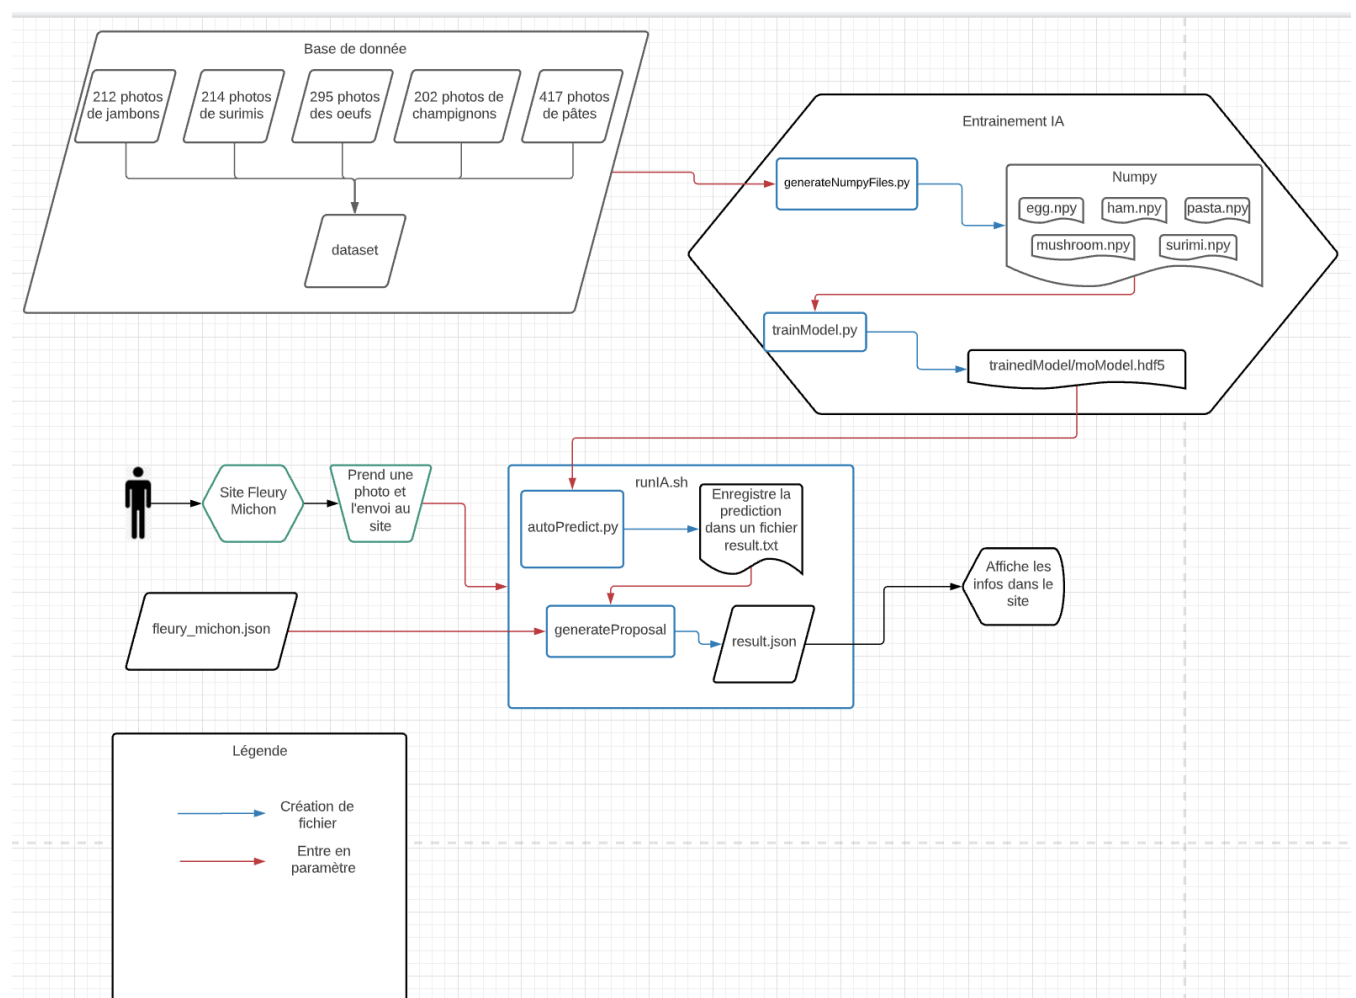 Base de donnée
212 photos
de jambons
214 photos
de surimis
295 photos
des oeufs
202 photos de
champignons
417 photos
de pâtes
dataset
Entrainement IA
generateNumpyFiles.py
Numpy
egg.npy
ham.npy
pasta.npy
mushroom.npy
surimi.npy
trainModel.py
trainedModel/moModel.hdf5
Site Fleury
Michon
Prend une
photo et
l'envoi au
site
fleury_michon.json
runIA.sh
autoPredict.py
Enregistre la
prediction
dans un fichier
result.txt
generateProposal
result.json
Affiche les
infos dans le
site
Légende
Création de
fichier
Entre en
paramètre